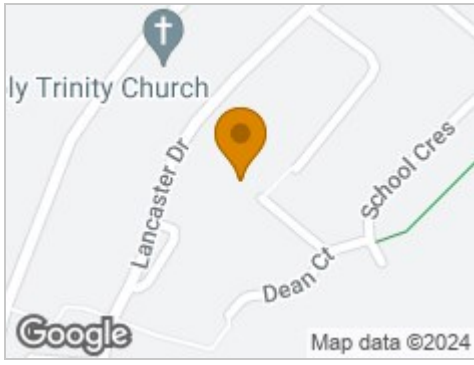 ly Trinity Church
Lancaster Dr
School Cres
Dean Ct
Google
Map data ©2024